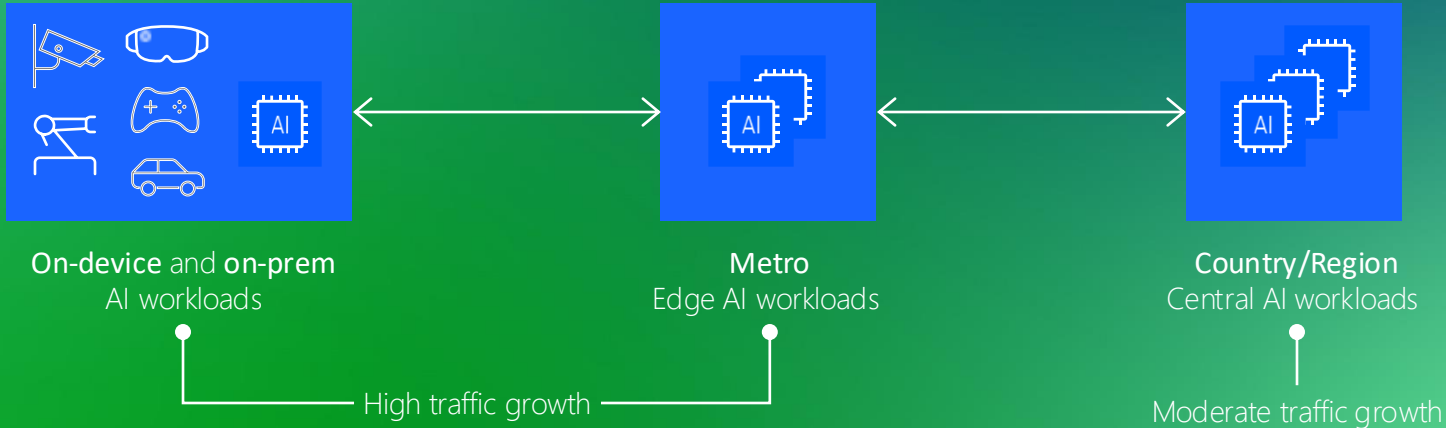 AI
AI
AI
On-device and on-prem
AI workloads
Metro
Edge AI workloads
Country/Region
Central AI workloads
High traffic growth
Moderate traffic growth